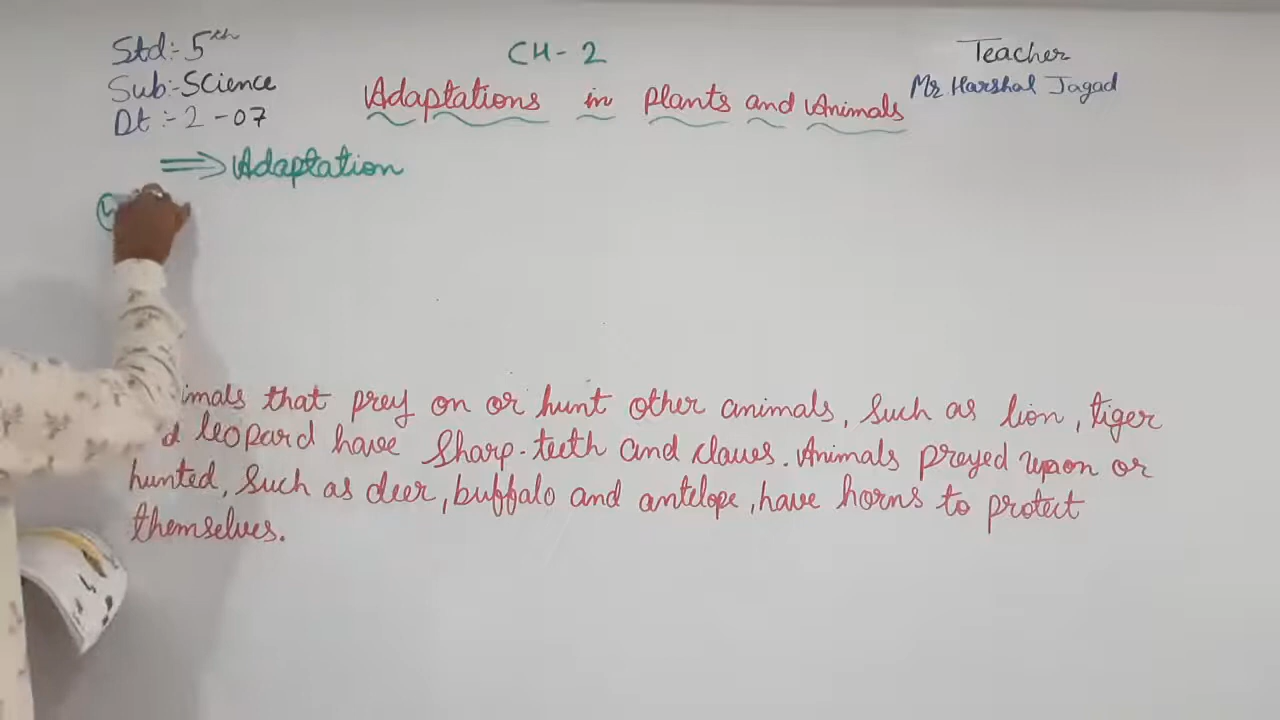 Std:- 5th
Sub:- Science
Dt :- 2-07
CH-2
Adaptations in plants and Animals
Teacher
Mr Harshal Jagad
⇒ Adaptation
imals that prey on or hunt other animals, such as lion, tiger
d leopard have Sharp-teeth and claws. Animals preyed upon or
hunted, such as deer, buffalo and antelope, have horns to protect
themselves.